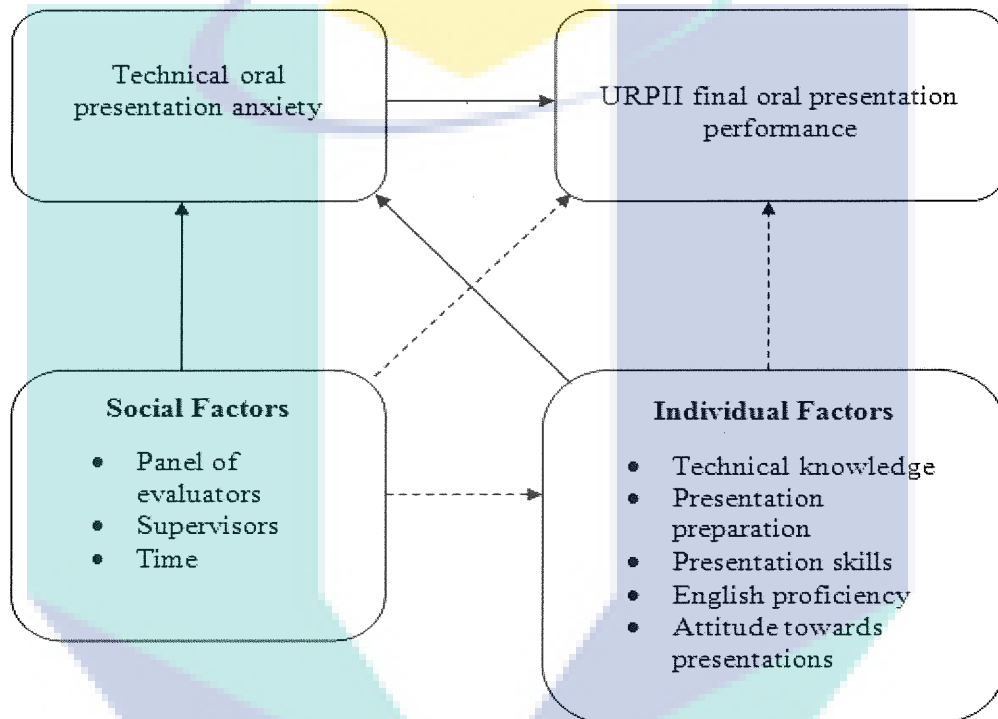 Technical oral
presentation anxiety
URPII final oral presentation
performance
Social Factors
• Panel of
evaluators
• Supervisors
• Time
Individual Factors
• Technical knowledge
• Presentation
preparation
• Presentation skills
• English proficiency
• Attitude towards
presentations